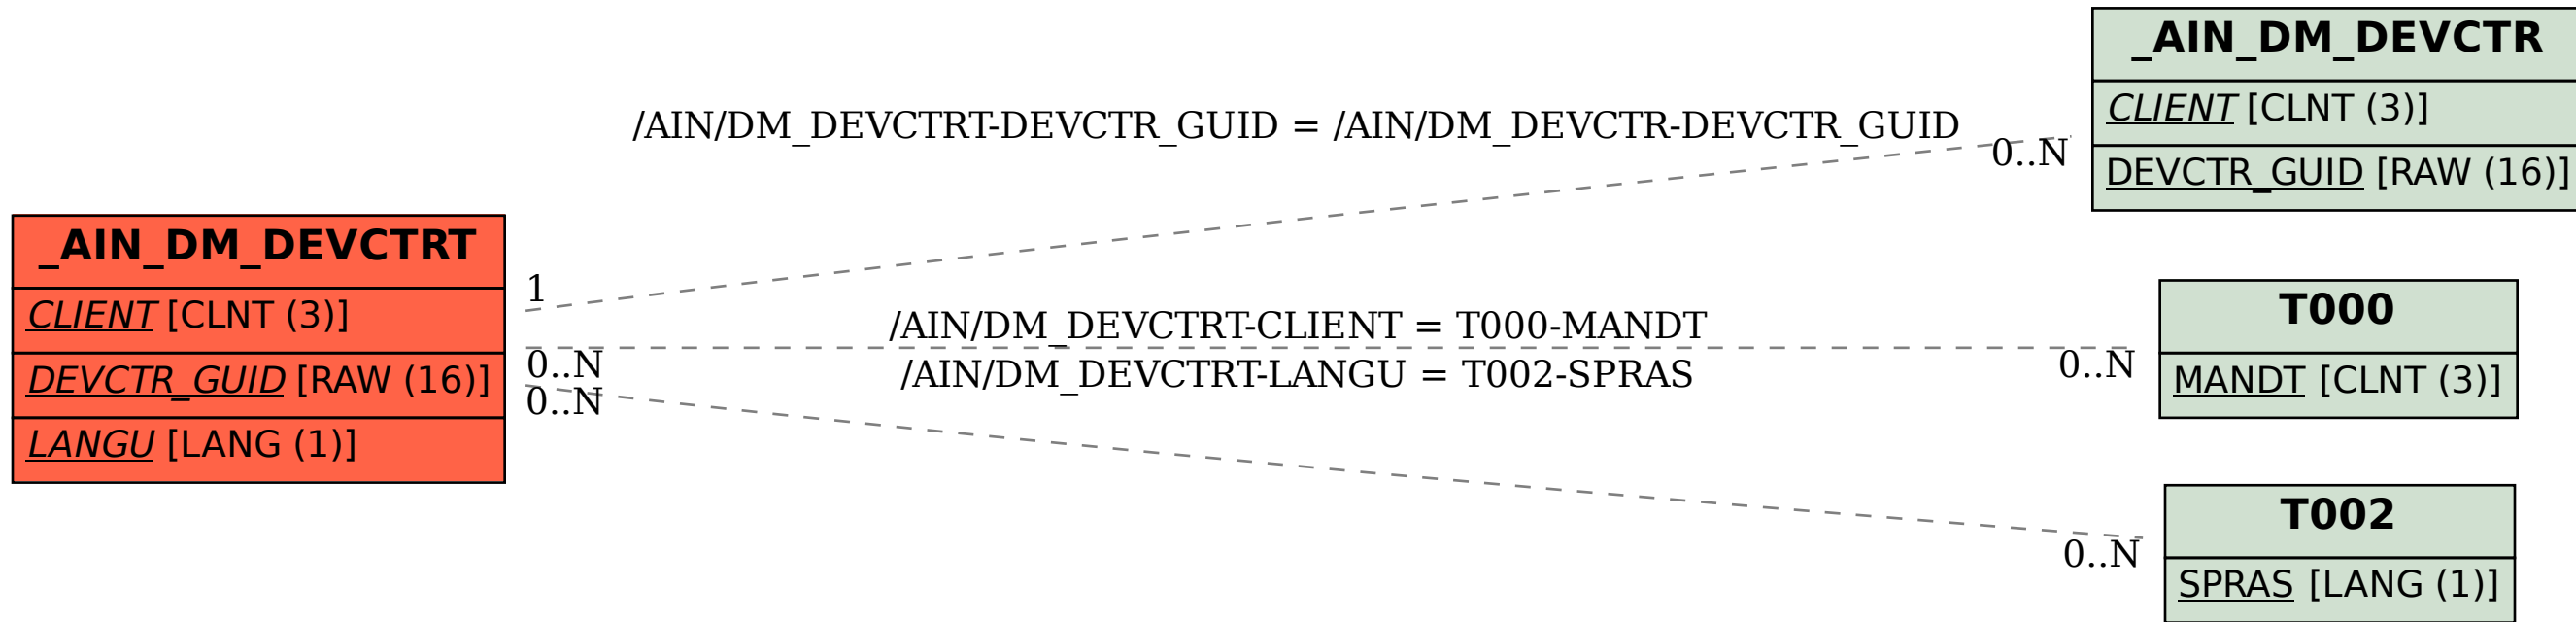 _AIN_DM_DEVCTRT
CLIENT [CLNT (3)]
DEVCTR_GUID [RAW (16)]
LANGU [LANG (1)]
/AIN/DM_DEVCTRT-DEVCTR_GUID = /AIN/DM_DEVCTR-DEVCTR_GUID
1
0..N
/AIN/DM_DEVCTRT-CLIENT = T000-MANDT
0..N
0..N
/AIN/DM_DEVCTRT-LANGU = T002-SPRAS
0..N
0..N
_AIN_DM_DEVCTR
CLIENT [CLNT (3)]
DEVCTR_GUID [RAW (16)]
T000
MANDT [CLNT (3)]
T002
SPRAS [LANG (1)]